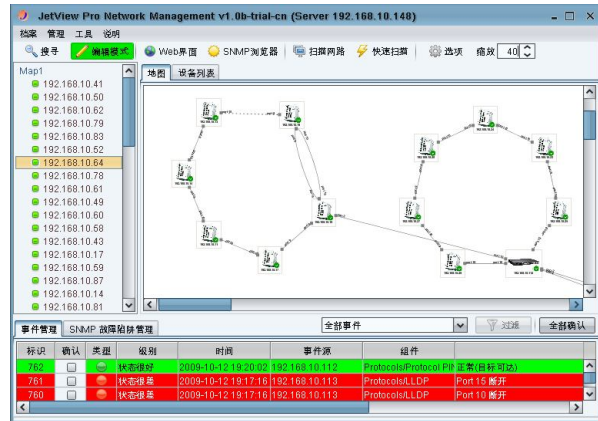 JetView Pro Network Management v1.0b-trial-cn (Server 192.168.10.148)
档案 管理 工具 说明
搜寻 编辑模式 Web界面 SNMP浏览器 扫描网路 快速扫描 选项 缩放 40
Map1
192.168.10.41
192.168.10.50
192.168.10.62
192.168.10.79
192.168.10.83
192.168.10.52
192.168.10.64
192.168.10.78
192.168.10.61
192.168.10.49
192.168.10.60
192.168.10.58
192.168.10.43
192.168.10.17
192.168.10.59
192.168.10.87
192.168.10.14
192.168.10.81
地图 设备列表
事件管理 SNMP 故障陷阱管理 全部事件 过滤 全部确认
标识 确认 类型 级别 时间 事件源 组件
762 状态很好 2009-10-12 19:20:02 192.168.10.112 Protocols/Protocol PIN 正常(目标可达)
761 状态很差 2009-10-12 19:17:16 192.168.10.113 Protocols/LLDP Port 15 断开
760 状态很差 2009-10-12 19:17:16 192.168.10.113 Protocols/LLDP Port 10 断开